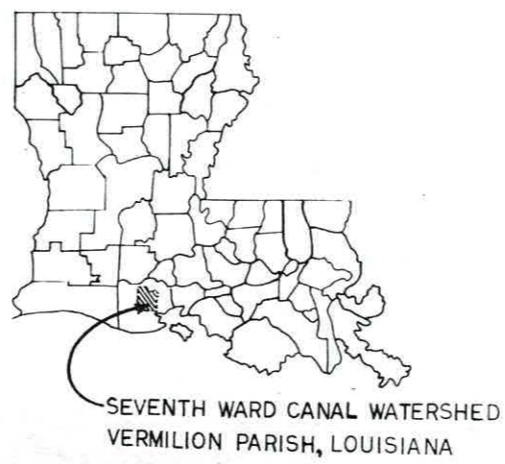 SEVENTH WARD CANAL WATERSHED
VERMILION PARISH, LOUISIANA